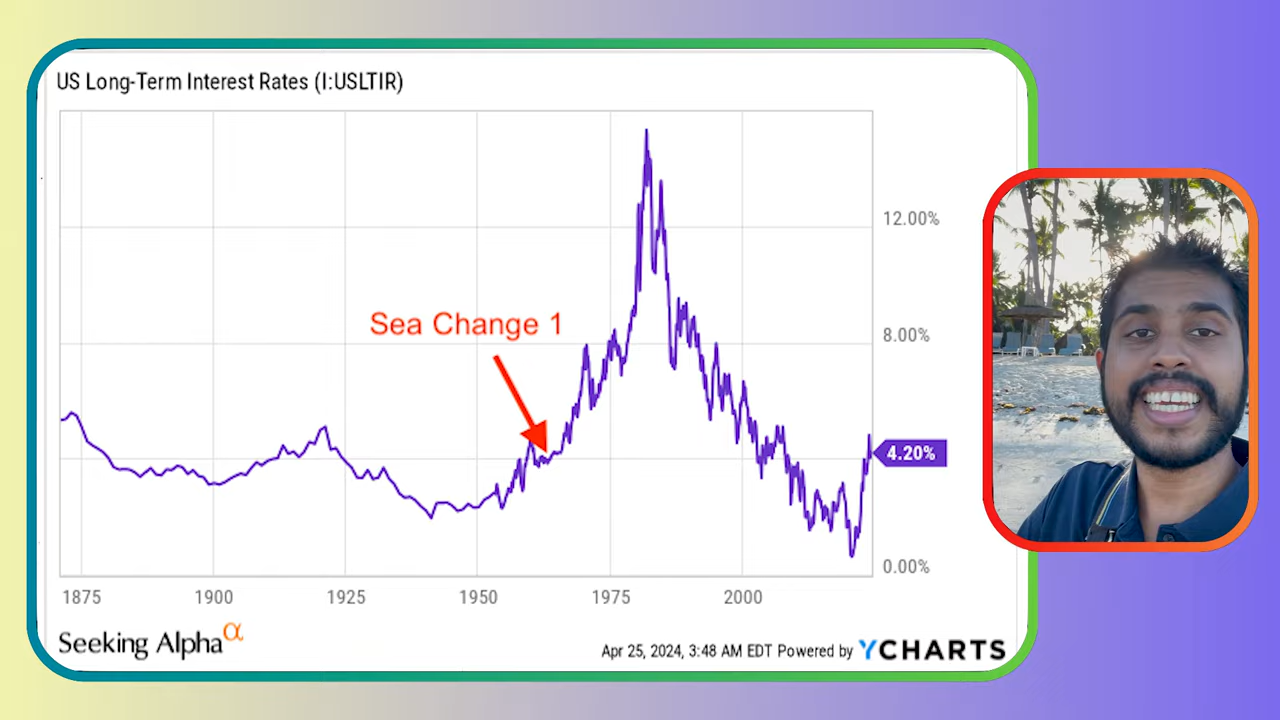 US Long-Term Interest Rates (I:USLTIR)
12.00%
Sea Change 1
8.00%
4.20%
0.00%
1875 1900 1925 1950 1975 2000
Seeking Alphaα
Apr 25, 2024, 3:48 AM EDT Powered by YCHARTS